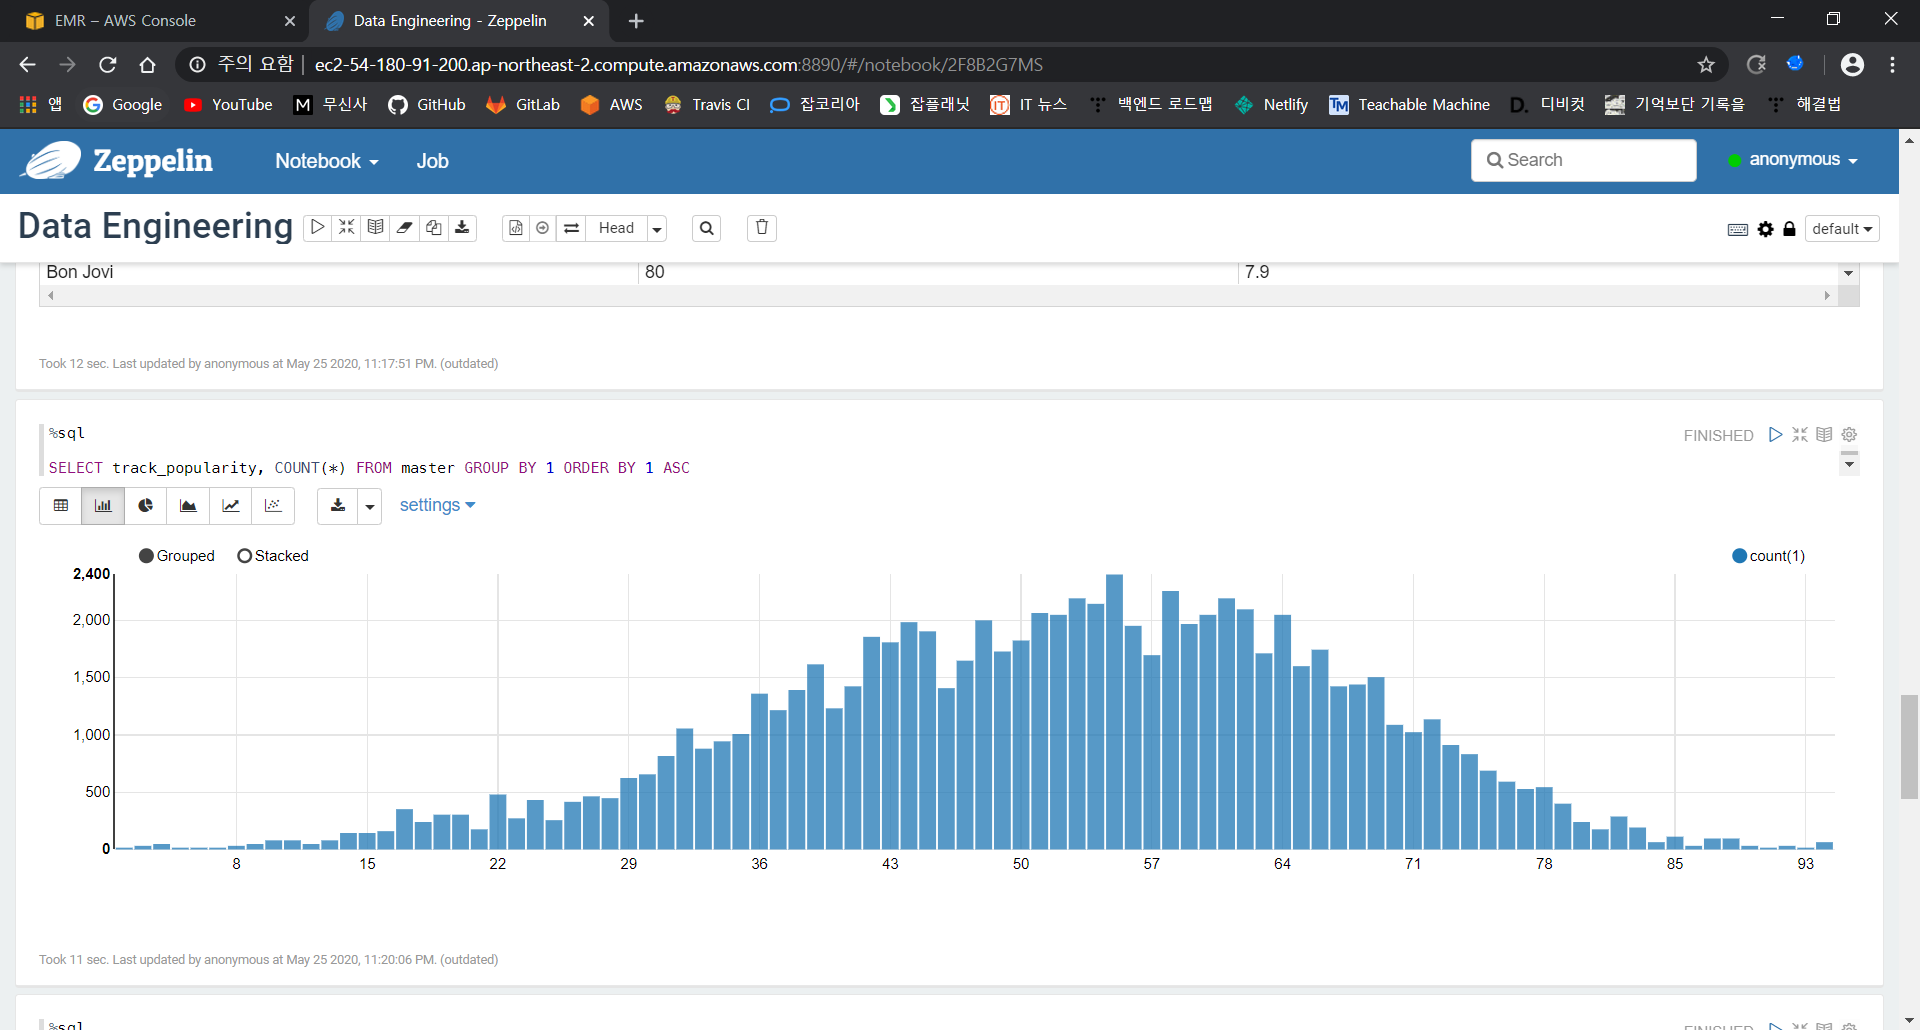 EMR – AWS Console
Data Engineering - Zeppelin
주의 요함 | ec2-54-180-91-200.ap-northeast-2.compute.amazonaws.com:8890/#/notebook/2F8B2G7MS
앱 Google YouTube M 무신사 GitHub GitLab AWS Travis CI 잡코리아 잡플래닛 IT IT 뉴스 백엔드 로드맵 Netlify TM Teachable Machine D. 디비컷 기억보단 기록을 해결법
Zeppelin Notebook Job Search anonymous
Data Engineering Head default
Bon Jovi 80 7.9
Took 12 sec. Last updated by anonymous at May 25 2020, 11:17:51 PM. (outdated)
%sql FINISHED
SELECT track_popularity, COUNT(*) FROM master GROUP BY 1 ORDER BY 1 ASC
settings
Grouped Stacked count(1)
2,400
2,000
1,500
1,000
500
0
8 15 22 29 36 43 50 57 64 71 78 85 93
Took 11 sec. Last updated by anonymous at May 25 2020, 11:20:06 PM. (outdated)
%sql FINISHED